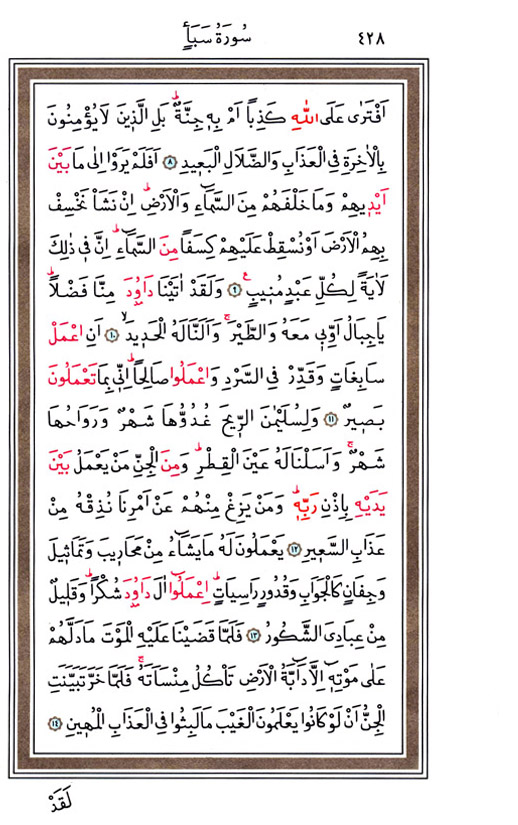 ٤٢٨ سُورَةُ سَبَأٍ
اَفْتَرٰى عَلَى اللّٰهِ كَذِبًا اَمْ بِهٖ جِنَّةٌۜ بَلِ الَّذٖينَ لَا يُؤْمِنُونَ
بِالْاٰخِرَةِ فِى الْعَذَابِ وَالضَّلَالِ الْبَعٖيدِ ﴿٨﴾ اَفَلَمْ يَرَوْا اِلٰى مَا بَيْنَ
اَيْدٖيهِمْ وَمَا خَلْفَهُمْ مِنَ السَّمَٓاءِ وَالْاَرْضِۜ اِنْ نَشَاْ نَخْسِفْ
بِهِمُ الْاَرْضَ اَوْ نُسْقِطْ عَلَيْهِمْ كِسَفًا مِنَ السَّمَٓاءِۜ اِنَّ فٖى ذٰلِكَ
لَاٰيَةً لِكُلِّ عَبْدٍ مُنٖيبٍ ﴿٩﴾ وَلَقَدْ اٰتَيْنَا دَاوُ۫دَ مِنَّا فَضْلًاۜ
يَا جِبَالُ اَوِّبٖى مَعَهُ وَالطَّيْرَۚ وَاَلَنَّا لَهُ الْحَدٖيدَۙ ﴿١٠﴾ اَنِ اعْمَلْ
سَابِغَاتٍ وَقَدِّرْ فِى السَّرْدِ وَاعْمَلُوا صَالِحًاۜ اِنّٖى بِمَا تَعْمَلُونَ
بَصٖيرٌ ﴿١١﴾ وَلِسُلَيْمٰنَ الرّٖيحَ غُدُوُّهَا شَهْرٌ وَرَوَاحُهَا
شَهْرٌۚ وَاَسَلْنَا لَهُ عَيْنَ الْقِطْرِۜ وَمِنَ الْجِنِّ مَنْ يَعْمَلُ بَيْنَ
يَدَيْهِ بِاِذْنِ رَبِّهٖۜ وَمَنْ يَزِغْ مِنْهُمْ عَنْ اَمْرِنَا نُذِقْهُ مِنْ
عَذَابِ السَّعٖيرِ ﴿١٢﴾ يَعْمَلُونَ لَهُ مَا يَشَٓاءُ مِنْ مَحَارٖيبَ وَتَمَاثٖيلَ
وَجِفَانٍ كَالْجَوَابِ وَقُدُورٍ رَاسِيَاتٍۜ اِعْمَلُٓوا اٰلَ دَاوُ۫دَ شُكْرًاۜ وَقَلٖيلٌ
مِنْ عِبَادِىَ الشَّكُورُ ﴿١٣﴾ فَلَمَّا قَضَيْنَا عَلَيْهِ الْمَوْتَ مَا دَلَّهُمْ
عَلٰى مَوْتِهٖٓ اِلَّا دَٓابَّةُ الْاَرْضِ تَاْكُلُ مِنْسَاَتَهُۚ فَلَمَّا خَرَّ تَبَيَّنَتِ
الْجِنُّ اَنْ لَوْ كَانُوا يَعْلَمُونَ الْغَيْبَ مَا لَبِثُوا فِى الْعَذَابِ الْمُهٖينِ ﴿١٤﴾
لَقَدْ